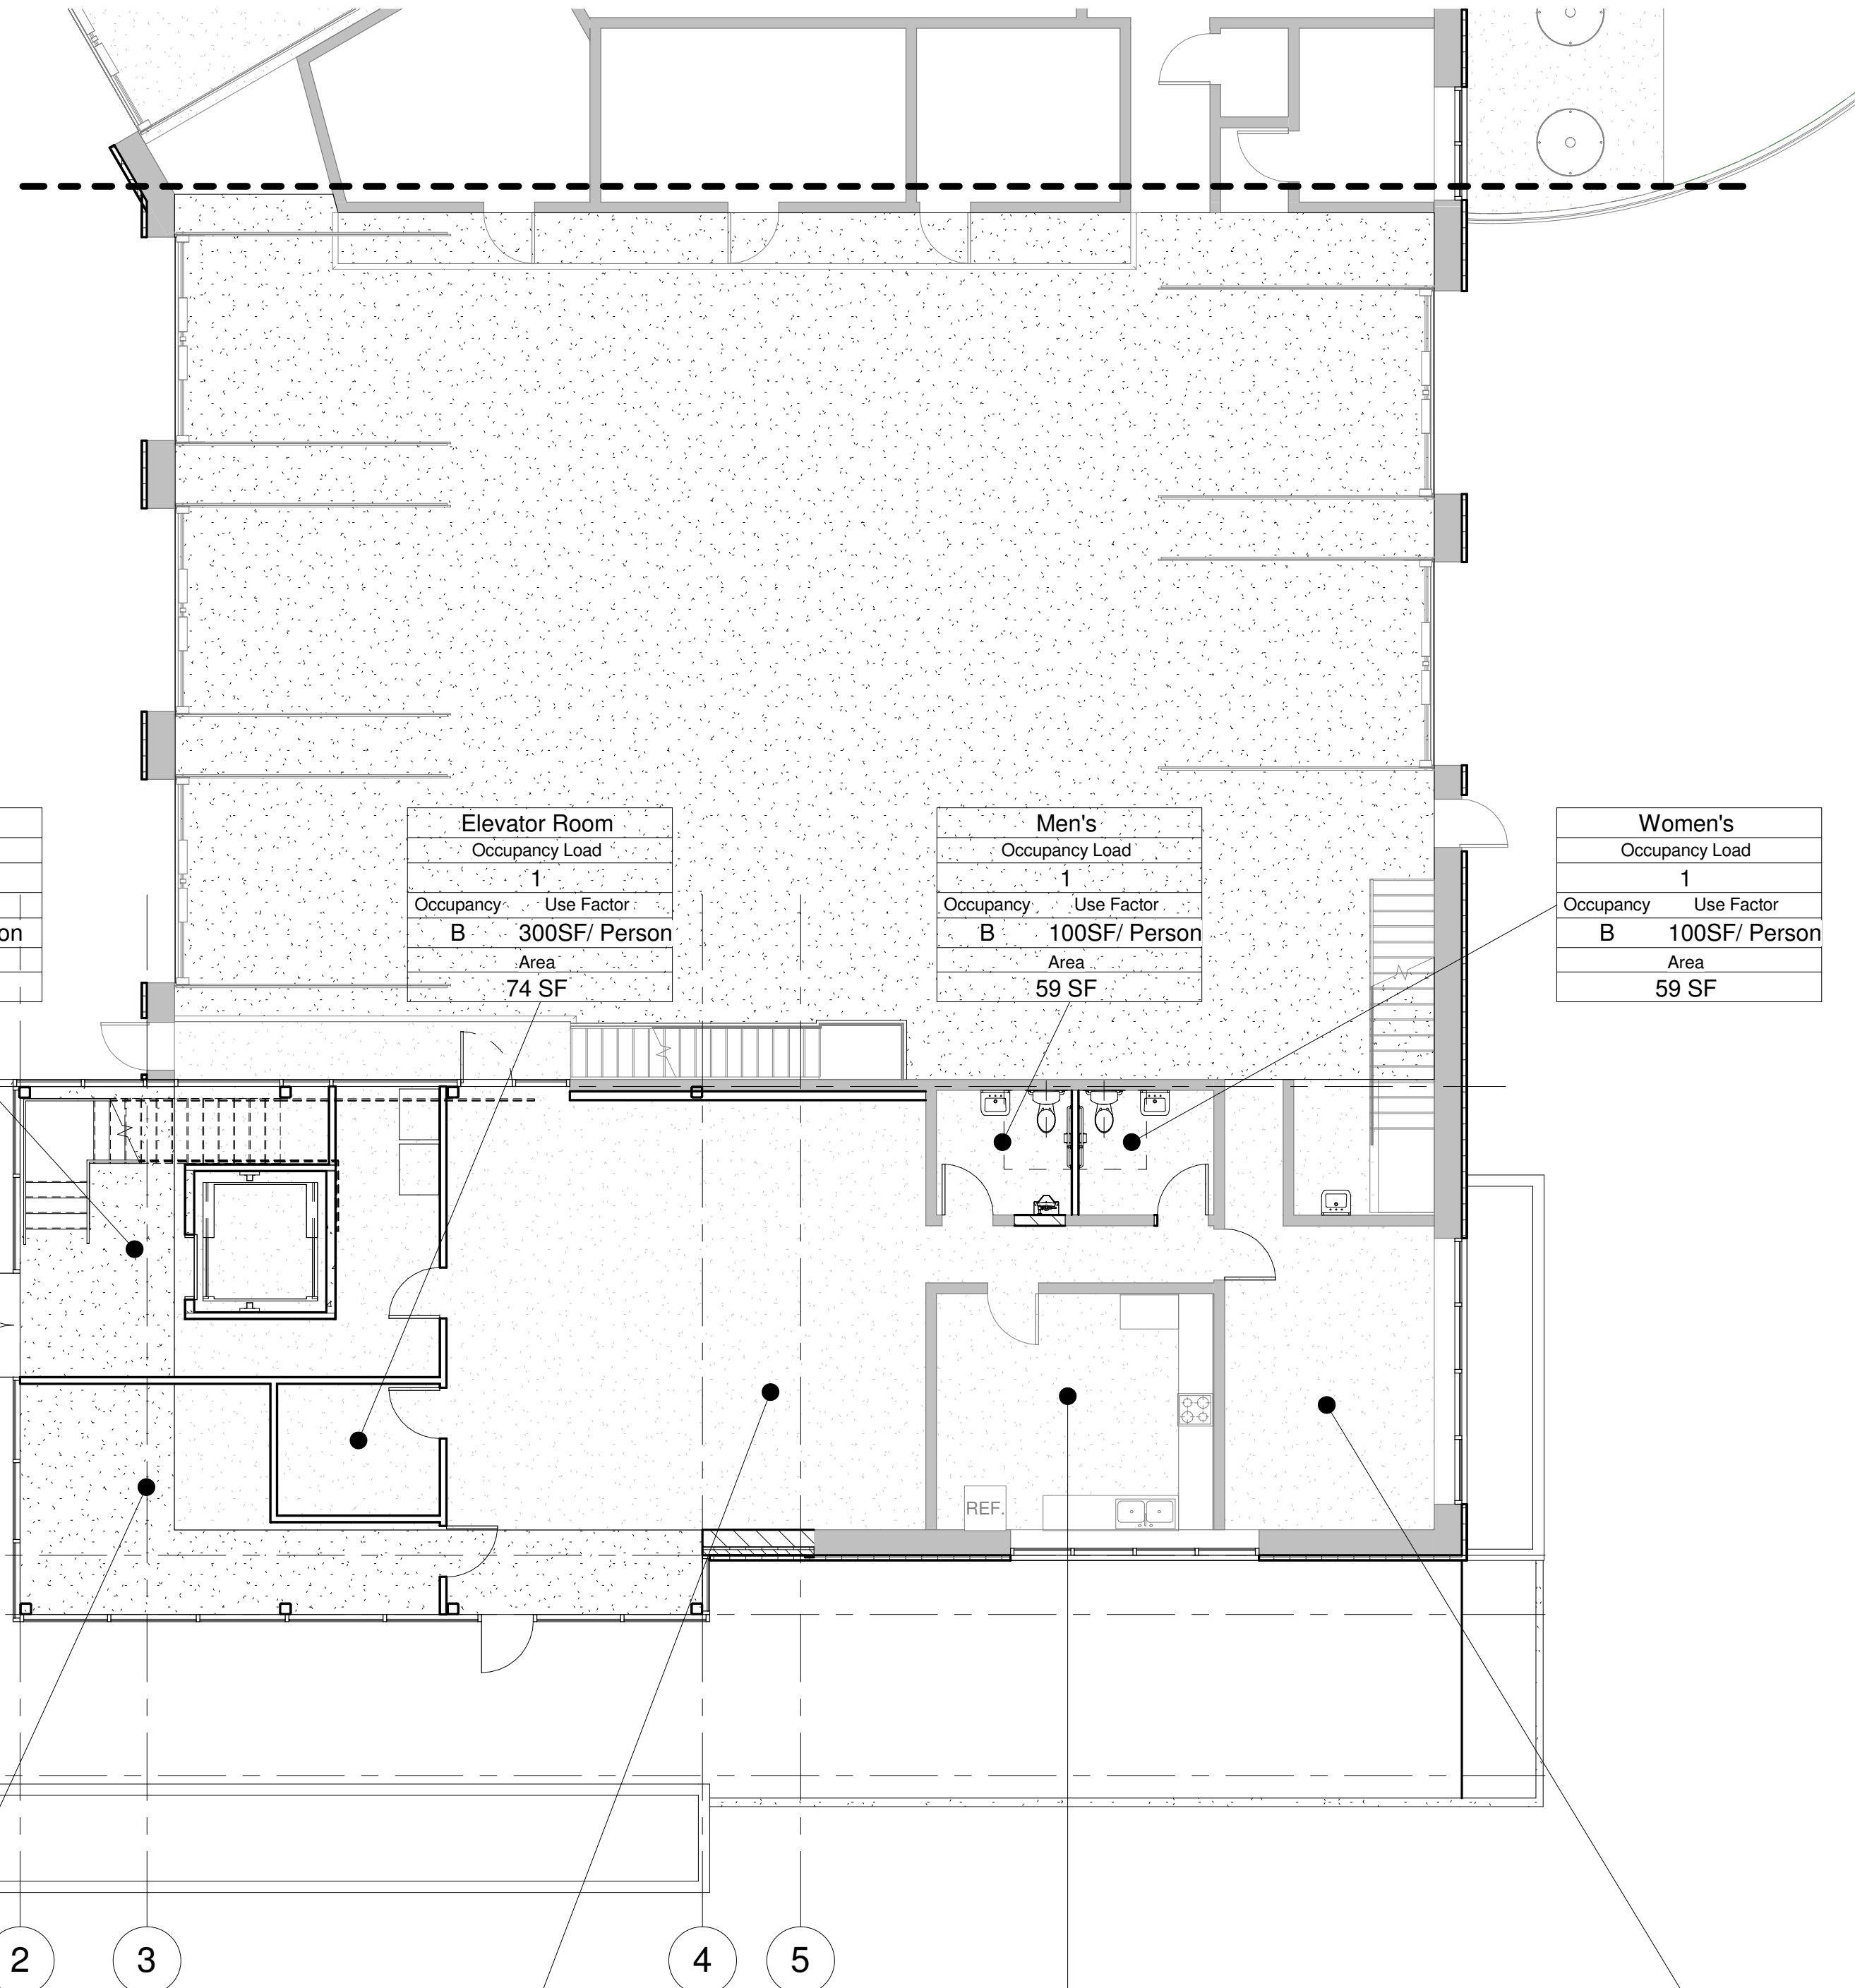 Elevator Room
Occupancy Load
1
Occupancy Use Factor
B 300SF/ Person
Area
74 SF
Men's
Occupancy Load
1
Occupancy Use Factor
B 100SF/ Person
Area
59 SF
Women's
Occupancy Load
1
Occupancy Use Factor
B 100SF/ Person
Area
59 SF
on
REF.
2
3
4
5